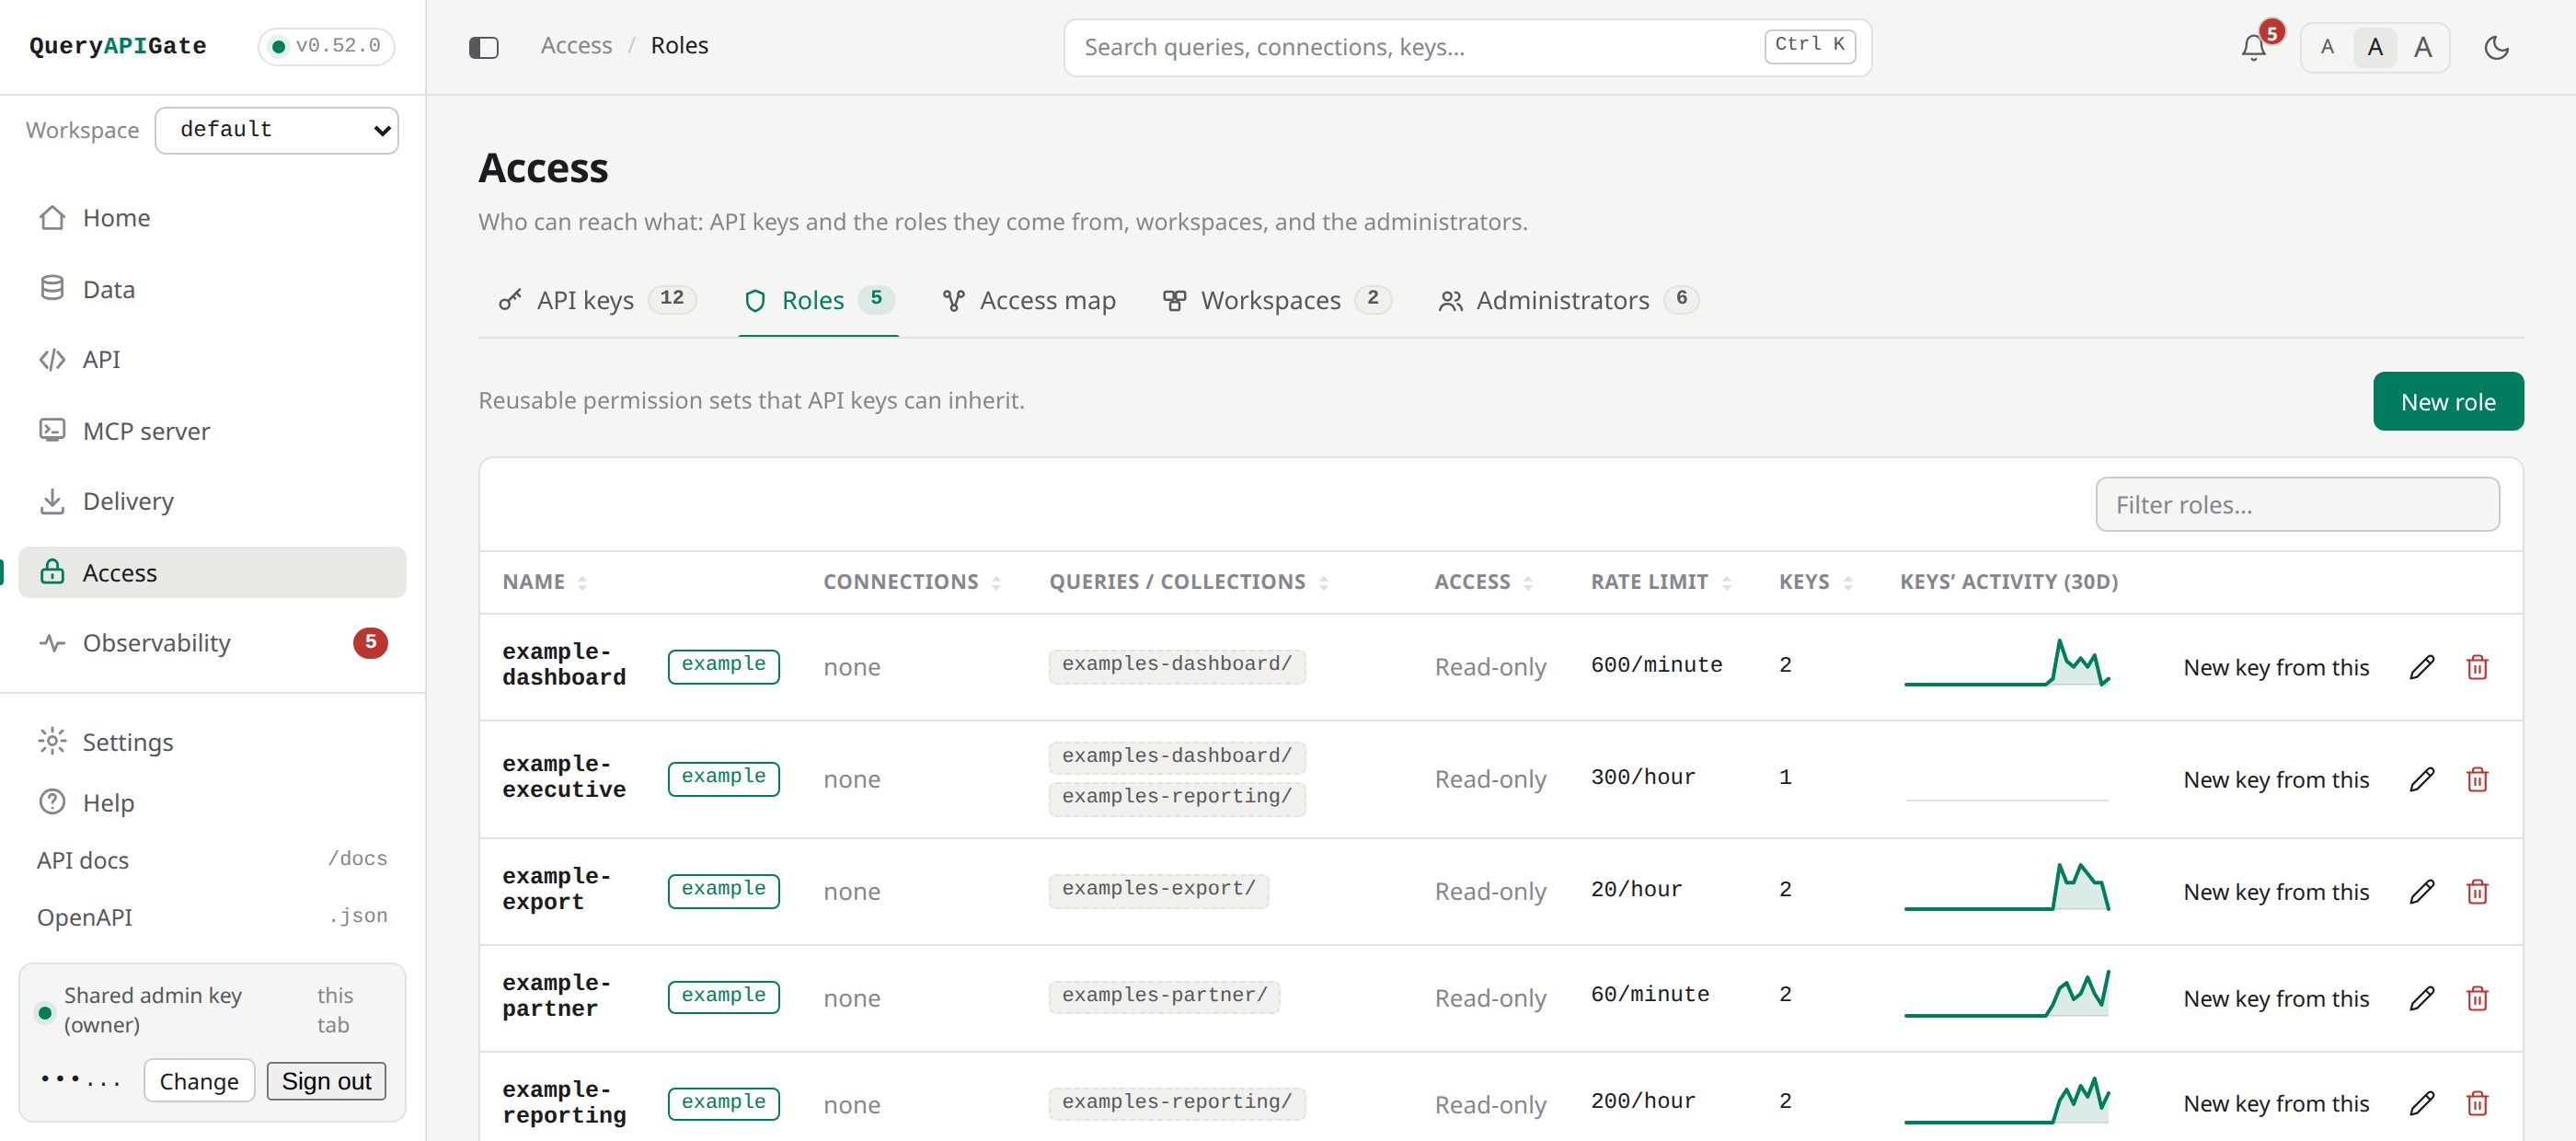 QueryAPIGate
v0.52.0
Access / Roles
Search queries, connections, keys...
Ctrl K
5
A A A
Workspace
default
Home
Data
API
MCP server
Delivery
Access
Observability
5
Settings
Help
API docs
/docs
OpenAPI
.json
Shared admin key
(owner)
this
tab
•••...
Change
Sign out
Access
Who can reach what: API keys and the roles they come from, workspaces, and the administrators.
API keys 12
Roles 5
Access map
Workspaces 2
Administrators 6
Reusable permission sets that API keys can inherit.
New role
Filter roles...
NAME CONNECTIONS QUERIES / COLLECTIONS ACCESS RATE LIMIT KEYS KEYS’ ACTIVITY (30D)
example-
dashboard
example
none
examples-dashboard/
Read-only
600/minute
2
New key from this
example-
executive
example
none
examples-dashboard/
examples-reporting/
Read-only
300/hour
1
New key from this
example-
export
example
none
examples-export/
Read-only
20/hour
2
New key from this
example-
partner
example
none
examples-partner/
Read-only
60/minute
2
New key from this
example-
reporting
example
none
examples-reporting/
Read-only
200/hour
2
New key from this